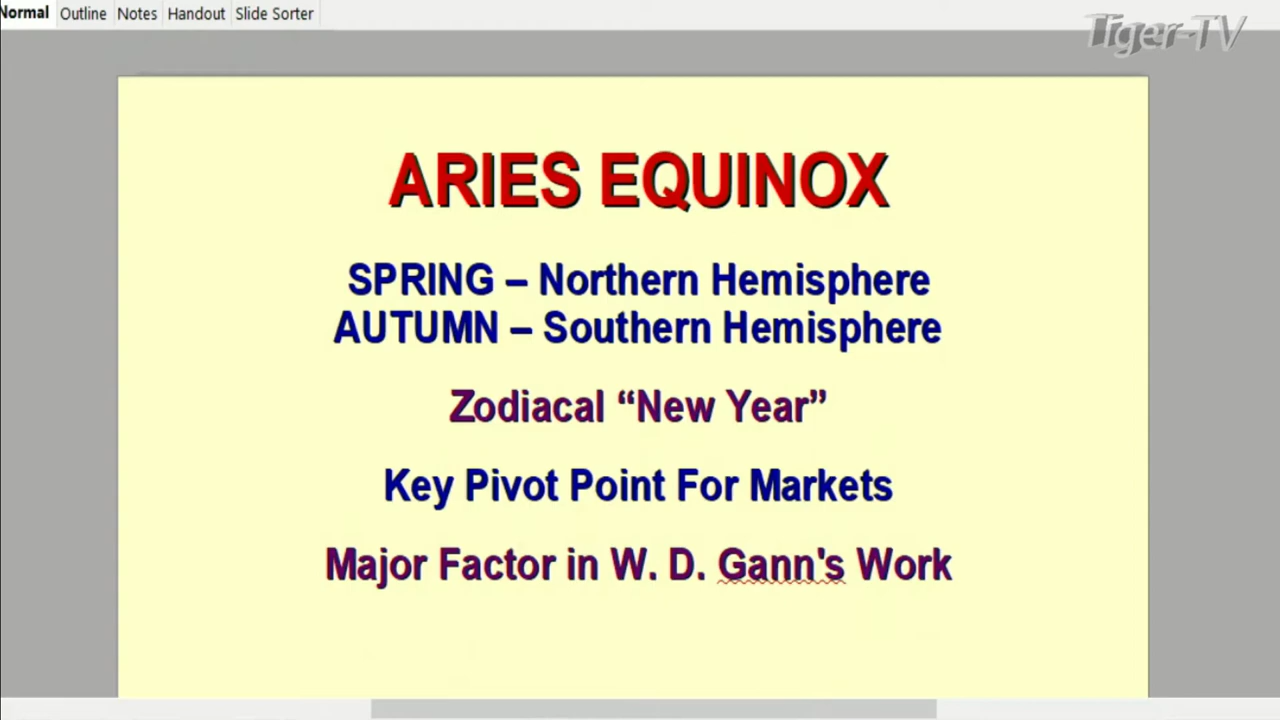 Normal Outline Notes Handout Slide Sorter
Tiger-TV
ARIES EQUINOX
SPRING – Northern Hemisphere
AUTUMN – Southern Hemisphere
Zodiacal “New Year”
Key Pivot Point For Markets
Major Factor in W. D. Gann's Work